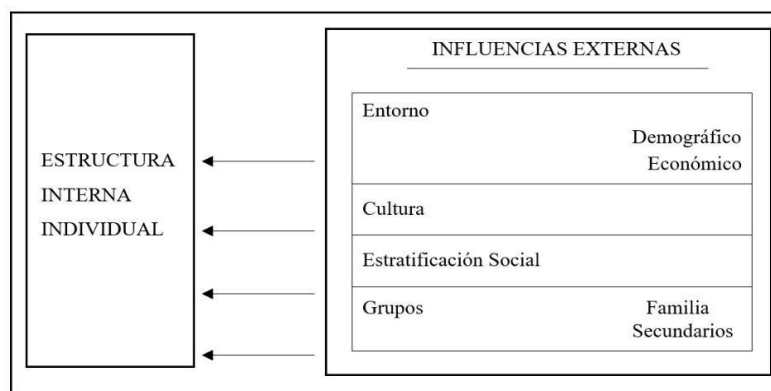 ESTRUCTURA
INTERNA
INDIVIDUAL
INFLUENCIAS EXTERNAS
Entorno
Demográfico
Económico
Cultura
Estratificación Social
Grupos Familia
Secundarios